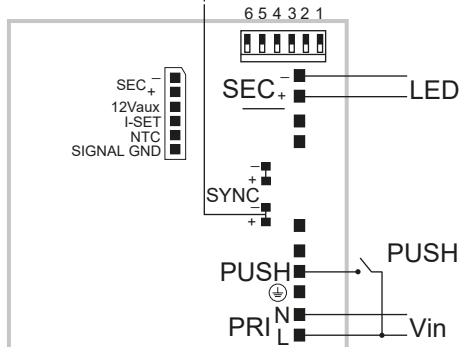 6 5 4 3 2 1
SEC −
+
12Vaux
I-SET
NTC
SIGNAL GND
SEC −
+
LED
−
+
SYNC
−
+
PUSH
PUSH
PRI N
L
Vin